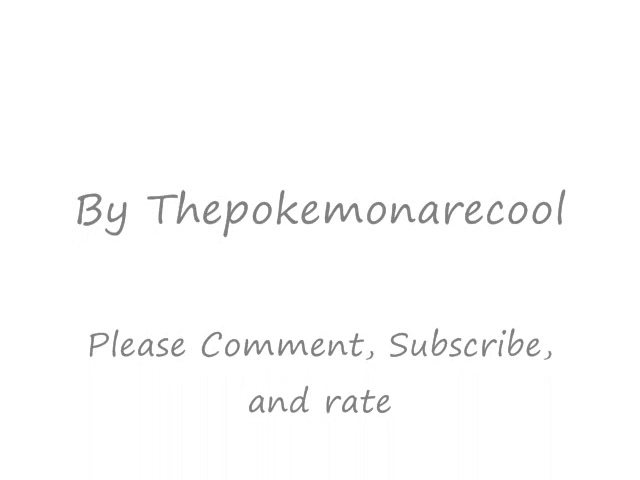 By Thepokemonarecool
Please Comment, Subscribe,
and rate